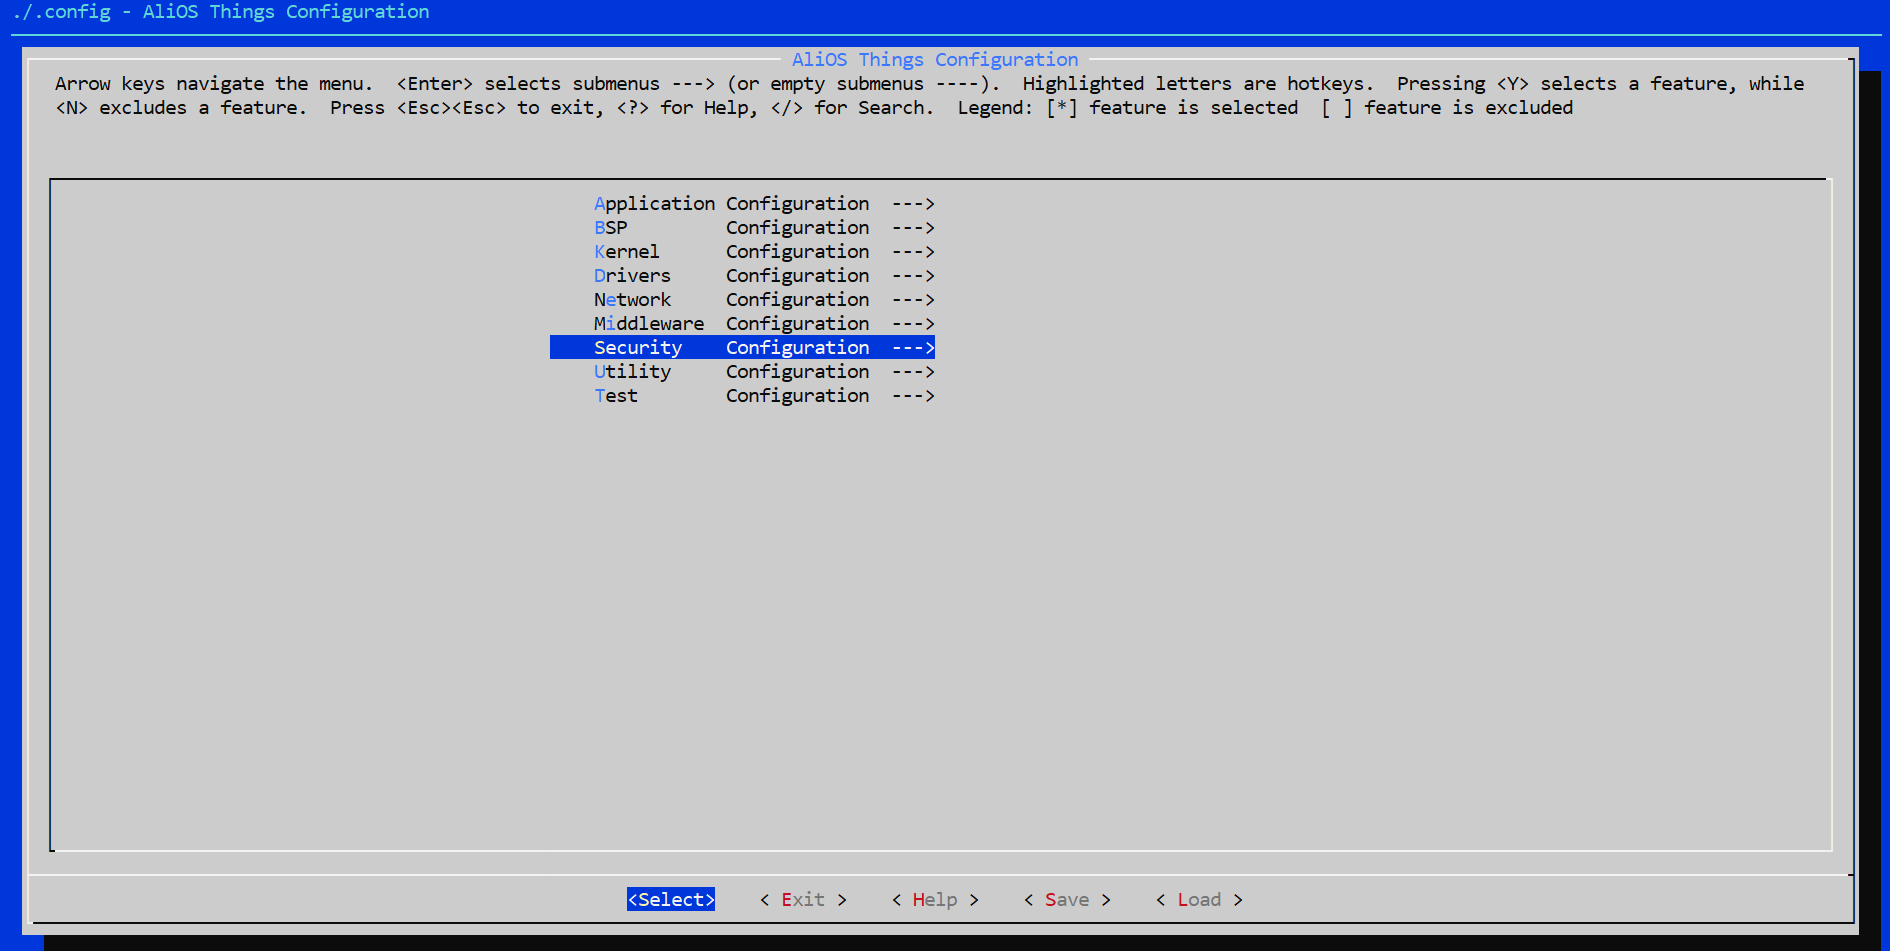 ./.config - AliOS Things Configuration
AliOS Things Configuration
Arrow keys navigate the menu.  <Enter> selects submenus ---> (or empty submenus ----).  Highlighted letters are hotkeys.  Pressing <Y> selects a feature, while
<N> excludes a feature.  Press <Esc><Esc> to exit, <?> for Help, </> for Search.  Legend: [*] feature is selected  [ ] feature is excluded
Application Configuration  --->
BSP         Configuration  --->
Kernel      Configuration  --->
Drivers     Configuration  --->
Network     Configuration  --->
Middleware  Configuration  --->
Security    Configuration  --->
Utility     Configuration  --->
Test        Configuration  --->
<Select>    < Exit >    < Help >    < Save >    < Load >